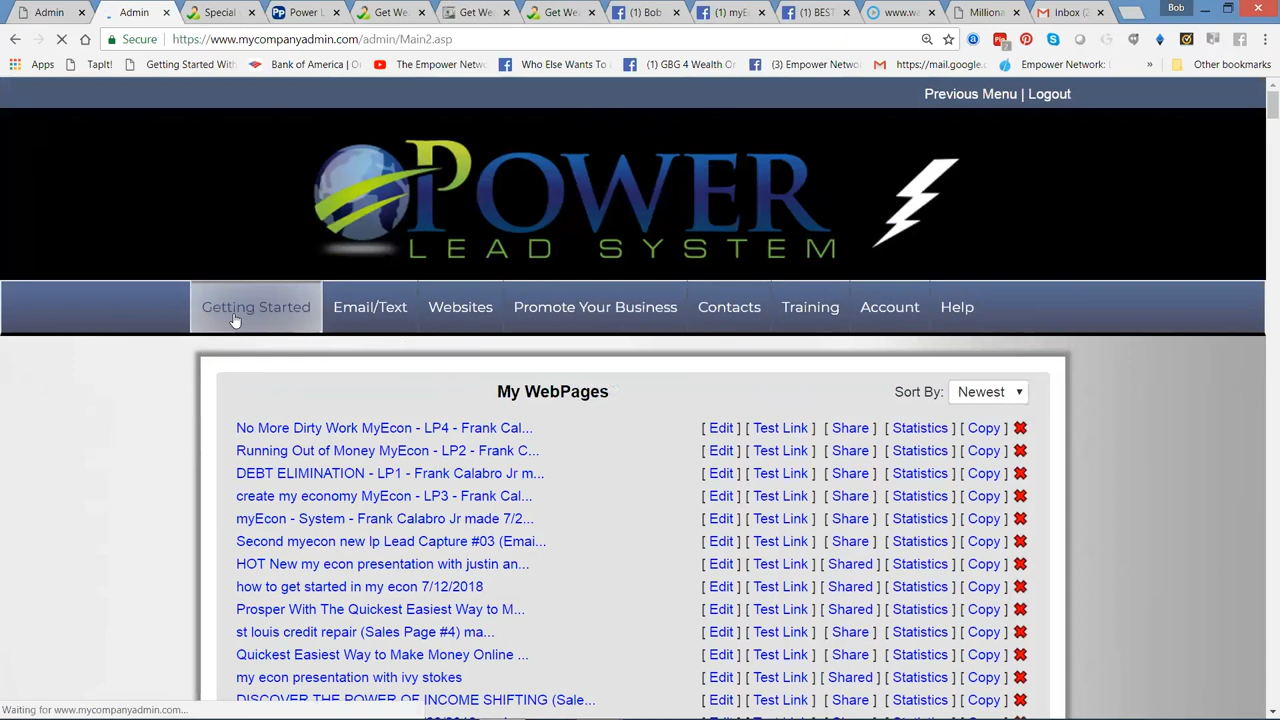 Admin
Admin
Special
Power L
Get We
Get We
Get We
(1) Bob
(1) myE
(1) BEST
www.wa
Milliona
Inbox (2
Bob
Secure
https://www.mycompanyadmin.com/admin/Main2.asp
Apps
TapIt!
Getting Started With
Bank of America | O
The Empower Netwo
Who Else Wants To
(1) GBG 4 Wealth Or
(3) Empower Netwo
https://mail.google.c
Empower Network: L
»
Other bookmarks
Previous Menu | Logout
POWER
LEAD SYSTEM
Getting Started
Email/Text
Websites
Promote Your Business
Contacts
Training
Account
Help
My WebPages
Sort By:
Newest
No More Dirty Work MyEcon - LP4 - Frank Cal... [ Edit ] [ Test Link ] [ Share ] [ Statistics ] [ Copy ]
Running Out of Money MyEcon - LP2 - Frank C... [ Edit ] [ Test Link ] [ Share ] [ Statistics ] [ Copy ]
DEBT ELIMINATION - LP1 - Frank Calabro Jr m... [ Edit ] [ Test Link ] [ Share ] [ Statistics ] [ Copy ]
create my economy MyEcon - LP3 - Frank Cal... [ Edit ] [ Test Link ] [ Share ] [ Statistics ] [ Copy ]
myEcon - System - Frank Calabro Jr made 7/2... [ Edit ] [ Test Link ] [ Share ] [ Statistics ] [ Copy ]
Second myecon new lp Lead Capture #03 (Emai... [ Edit ] [ Test Link ] [ Share ] [ Statistics ] [ Copy ]
HOT New my econ presentation with justin an... [ Edit ] [ Test Link ] [ Shared ] [ Statistics ] [ Copy ]
how to get started in my econ 7/12/2018 [ Edit ] [ Test Link ] [ Shared ] [ Statistics ] [ Copy ]
Prosper With The Quickest Easiest Way to M... [ Edit ] [ Test Link ] [ Shared ] [ Statistics ] [ Copy ]
st louis credit repair (Sales Page #4) ma... [ Edit ] [ Test Link ] [ Share ] [ Statistics ] [ Copy ]
Quickest Easiest Way to Make Money Online ... [ Edit ] [ Test Link ] [ Share ] [ Statistics ] [ Copy ]
my econ presentation with ivy stokes [ Edit ] [ Test Link ] [ Shared ] [ Statistics ] [ Copy ]
DISCOVER THE POWER OF INCOME SHIFTING (Sale... [ Edit ] [ Test Link ] [ Shared ] [ Statistics ] [ Copy ]
Waiting for www.mycompanyadmin.com...